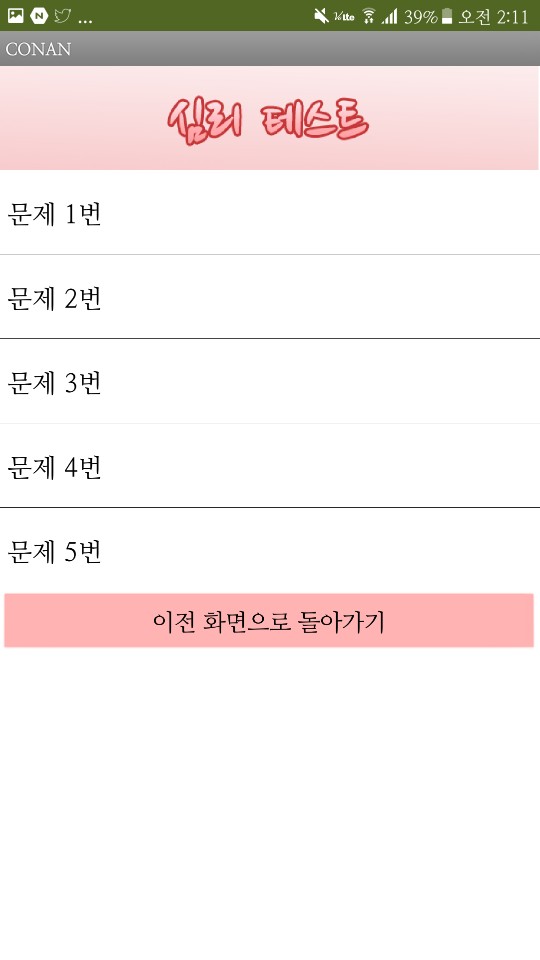 ... 39% 오전 2:11
CONAN
심리 테스트
문제 1번
문제 2번
문제 3번
문제 4번
문제 5번
이전 화면으로 돌아가기